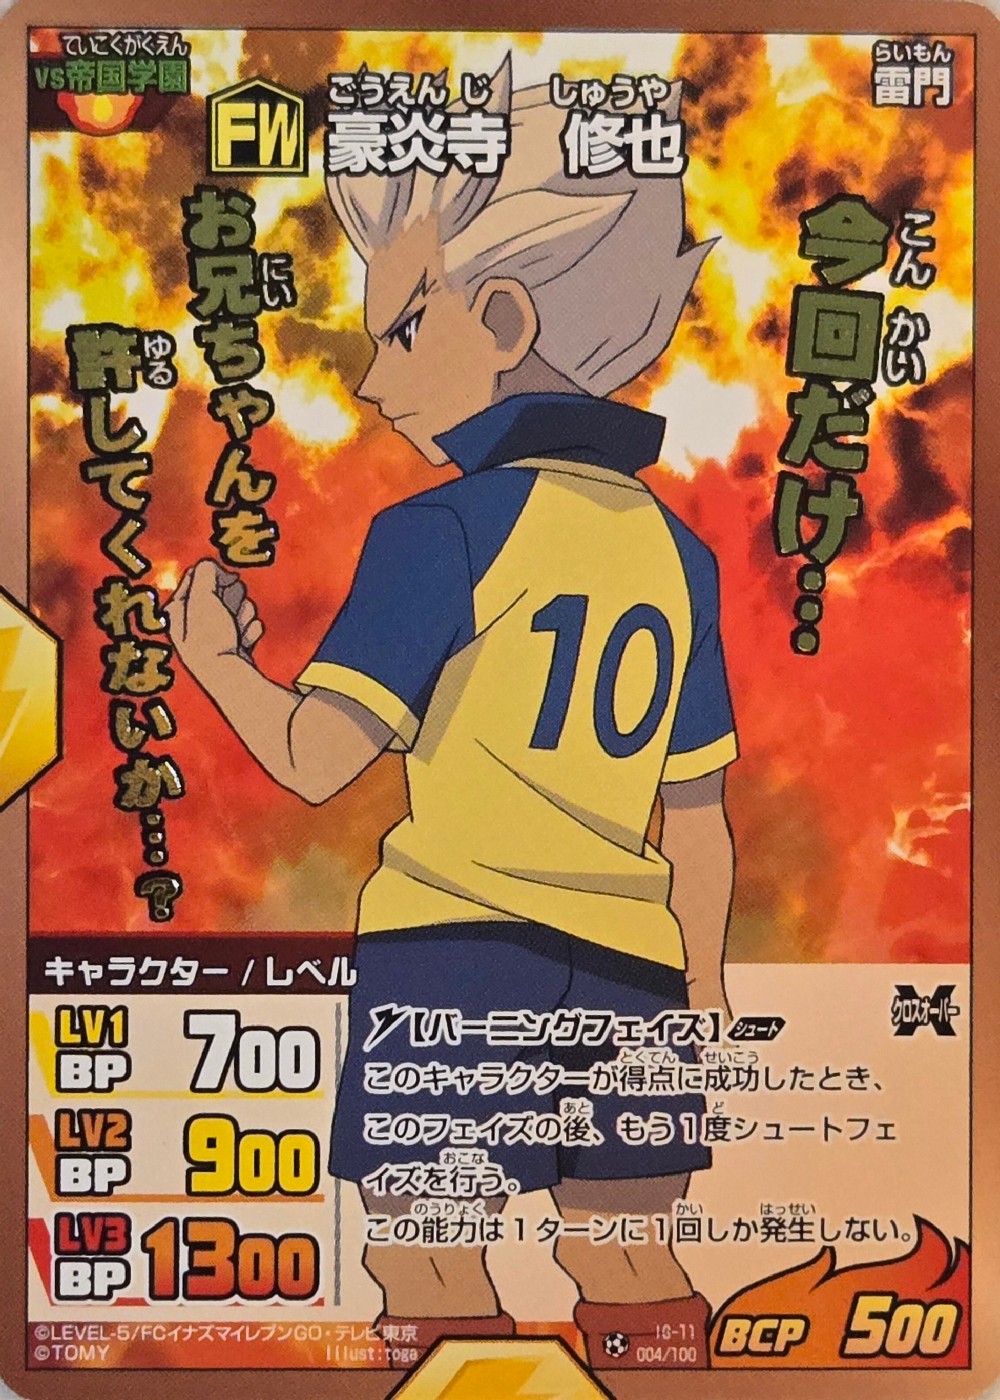 ていこくがくえん
VS帝国学園
らいもん
雷門
FW
ごうえんじ しゅうや
豪炎寺 修也
こんかい
今回だけ…
にい
お兄ちゃんを
ゆる
許してくれないか…?
10
キャラクター / レベル
LV1
BP 700
LV2
BP 900
LV3
BP 1300
クロスオーバー
【バーニングフェイズ】シュート
とくてん せいこう
このキャラクターが得点に成功したとき、
あと ど
このフェイズの後、もう1度シュートフェ
おこな
イズを行う。
のうりょく かい はっせい
この能力は1ターンに1回しか発生しない。
©LEVEL-5/FCイナズマイレブンGO・テレビ東京
©TOMY
Illust:toga
IG-11
004/100
BCP 500